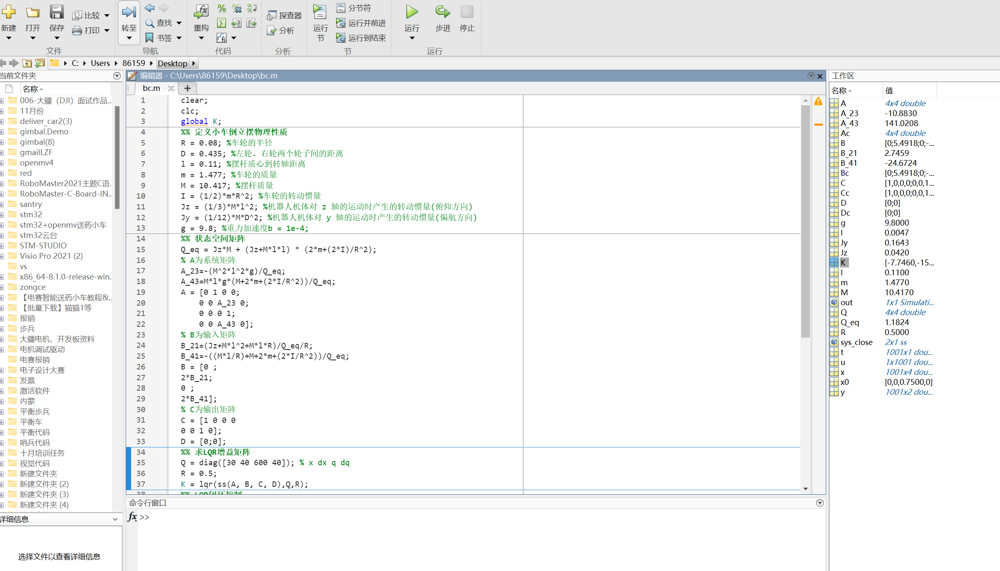 新建
打开
保存
比较
打印
文件
转至
查找
书签
导航
重构
代码
探查器
分析
分析
运行节
分节符
运行并前进
运行到结束
节
运行
步进
停止
运行
C: Users 86159 Desktop
当前文件夹
名称
006-大疆（DJI）面试作品...
11月份
deliver_car2(3)
gimbal.Demo
gimbal(8)
gmailLZF
openmv4
red
RoboMaster2021主题C语.
RoboMaster-C-Board-IN..
santry
stm32
stm32+openmv送药小车
stm32云台
STM-STUDIO
Visio Pro 2021 (2)
vs
x86_64-8.1.0-release-win.
zongce
【电赛智能送药小车教程&..
【批量下载】猫猫1等
报销
步兵
大疆电机、开发板资料
电机调试驱动
电赛报销
电子设计大赛
发票
激活软件
内蒙
平衡步兵
平衡车
平衡代码
哨兵代码
十月培训任务
视觉代码
新建文件夹
新建文件夹 (2)
新建文件夹 (3)
新建文件夹 (4)
详细信息
选择文件以查看详细信息
编辑器 - C:\Users\86159\Desktop\bc.m
bc.m
1 clear;
2 clc;
3 global K;
4 %% 定义小车倒立摆物理性质
5 R = 0.08; %车轮的半径
6 D = 0.435; %左轮、右轮两个轮子间的距离
7 l = 0.11; %摆杆质心到转轴距离
8 m = 1.477; %车轮的质量
9 M = 10.417; %摆杆质量
10 I = (1/2)*m*R^2; %车轮的转动惯量
11 Jz = (1/3)*M*l^2; %机器人机体对 z 轴的运动时产生的转动惯量(俯仰方向)
12 Jy = (1/12)*M*D^2; %机器人机体对 y 轴的运动时产生的转动惯量(偏航方向)
13 g = 9.8; %重力加速度b = 1e-4;
14 %% 状态空间矩阵
15 Q_eq = Jz*M + (Jz+M*l*l) * (2*m+(2*I)/R^2);
16 % A为系统矩阵
17 A_23=-(M^2*l^2*g)/Q_eq;
18 A_43=M*l*g*(M+2*m+(2*I/R^2))/Q_eq;
19 A = [0 1 0 0;
20 0 0 A_23 0;
21 0 0 0 1;
22 0 0 A_43 0];
23 % B为输入矩阵
24 B_21=(Jz+M*l^2+M*l*R)/Q_eq/R;
25 B_41=-((M*l/R)+M+2*m+(2*I/R^2))/Q_eq;
26 B = [0 ;
27 2*B_21;
28 0 ;
29 2*B_41];
30 % C为输出矩阵
31 C = [1 0 0 0
32 0 0 1 0];
33 D = [0;0];
34 %% 求LQR增益矩阵
35 Q = diag([30 40 600 40]); % x dx q dq
36 R = 0.5;
37 K = lqr(ss(A, B, C, D),Q,R);
38 %% LQR闭环控制
命令行窗口
fx >>
工作区
名称 值
A 4x4 double
A_23 -10.8830
A_43 141.0208
Ac 4x4 double
B [0;5.4918;0;-...
B_21 2.7459
B_41 -24.6724
Bc [0;5.4918;0;-...
C [1,0,0,0;0,0,1...
Cc [1,0,0,0;0,0,1...
D [0;0]
Dc [0;0]
g 9.8000
I 0.0047
Jy 0.1643
Jz 0.0420
K [-7.7460,-15...
l 0.1100
m 1.4770
M 10.4170
out 1x1 Simulati...
Q 4x4 double
Q_eq 1.1824
R 0.5000
sys_close 2x1 ss
t 1001x1 dou...
u 1x1001 dou...
x 1001x4 dou...
x0 [0,0,0.7500,0]
y 1001x2 dou...